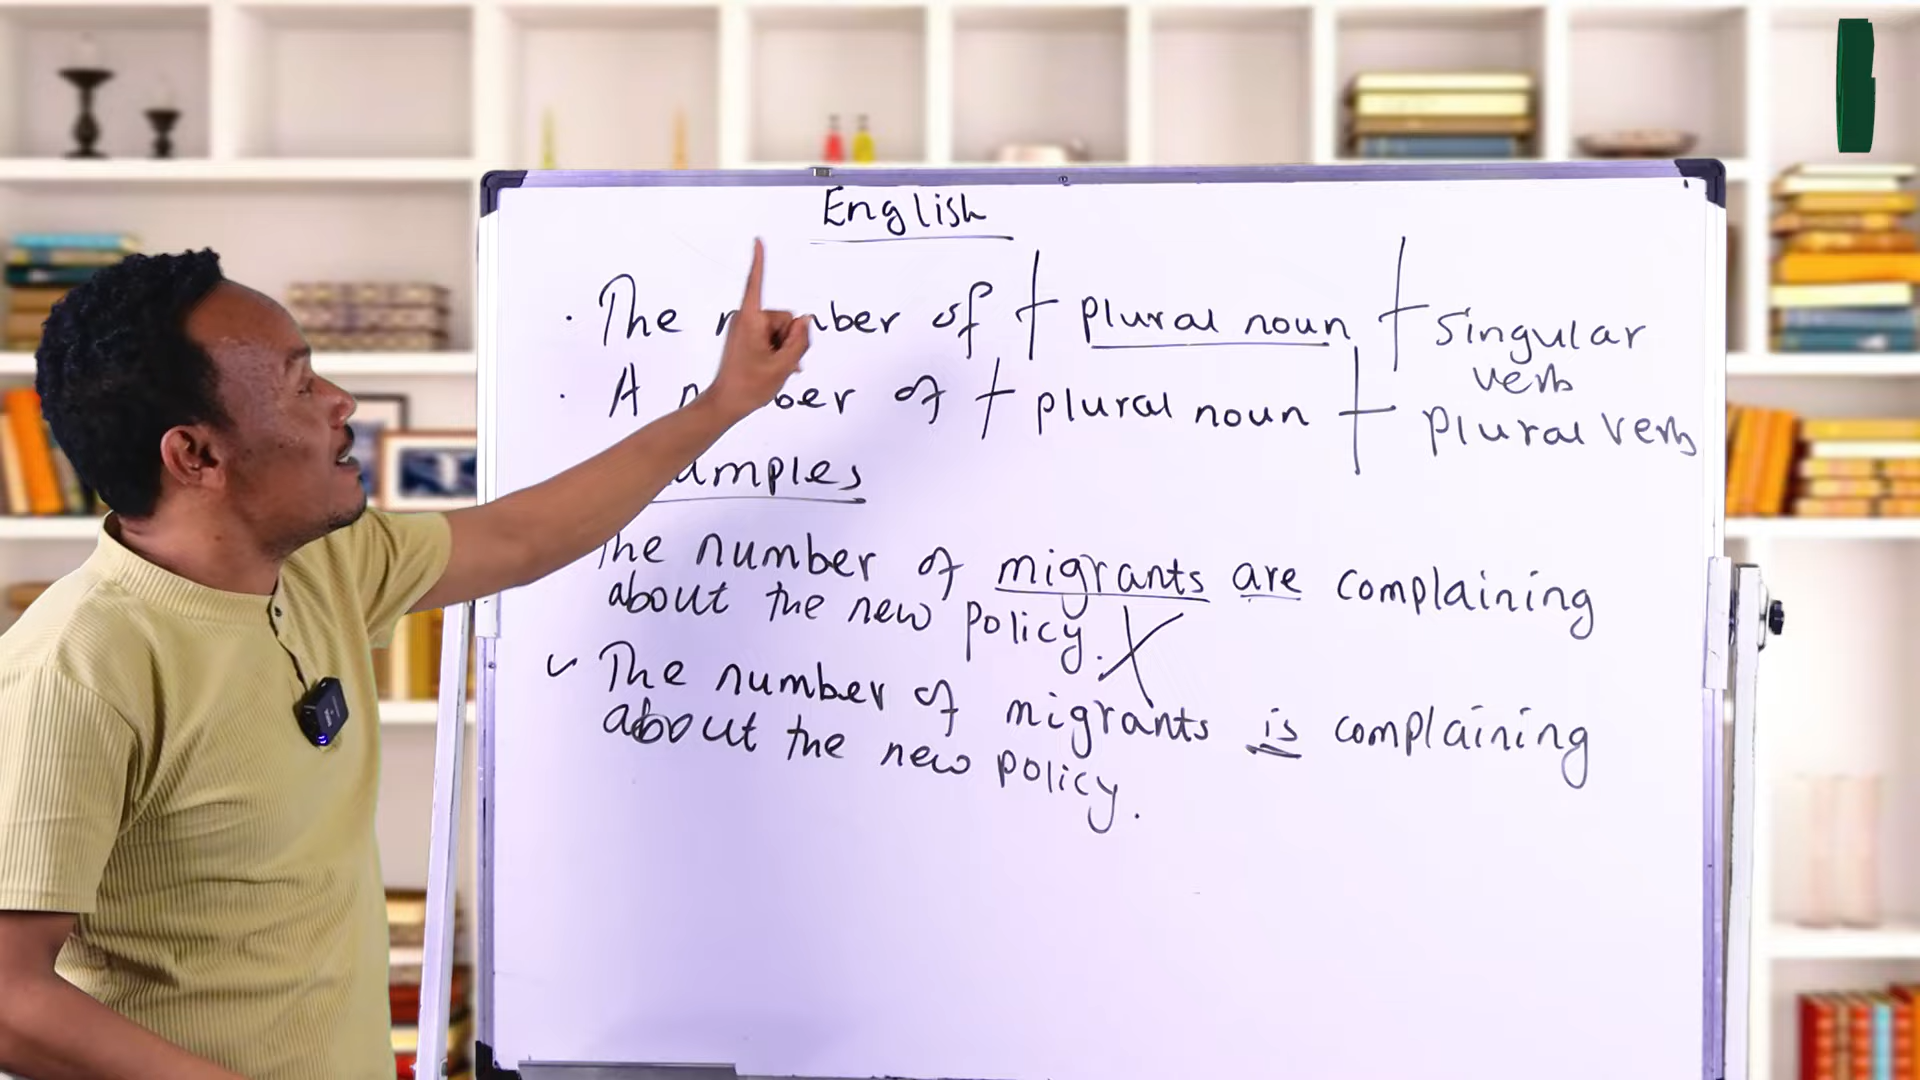 English
· The number of + plural noun + singular verb
· A number of + plural noun + plural verb
Examples
The number of migrants are complaining
about the new policy. X
✓ The number of migrants is complaining
about the new policy.